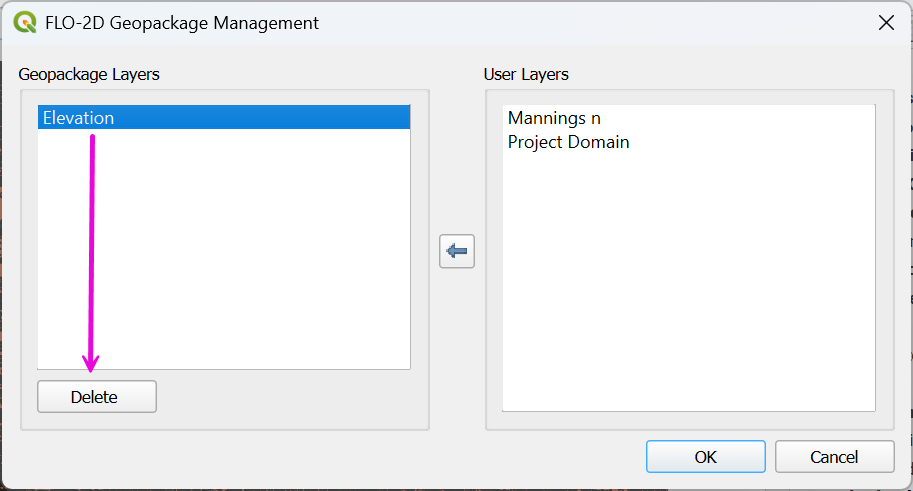 FLO-2D Geopackage Management
Geopackage Layers
User Layers
Elevation
Mannings n
Project Domain
Delete
OK
Cancel